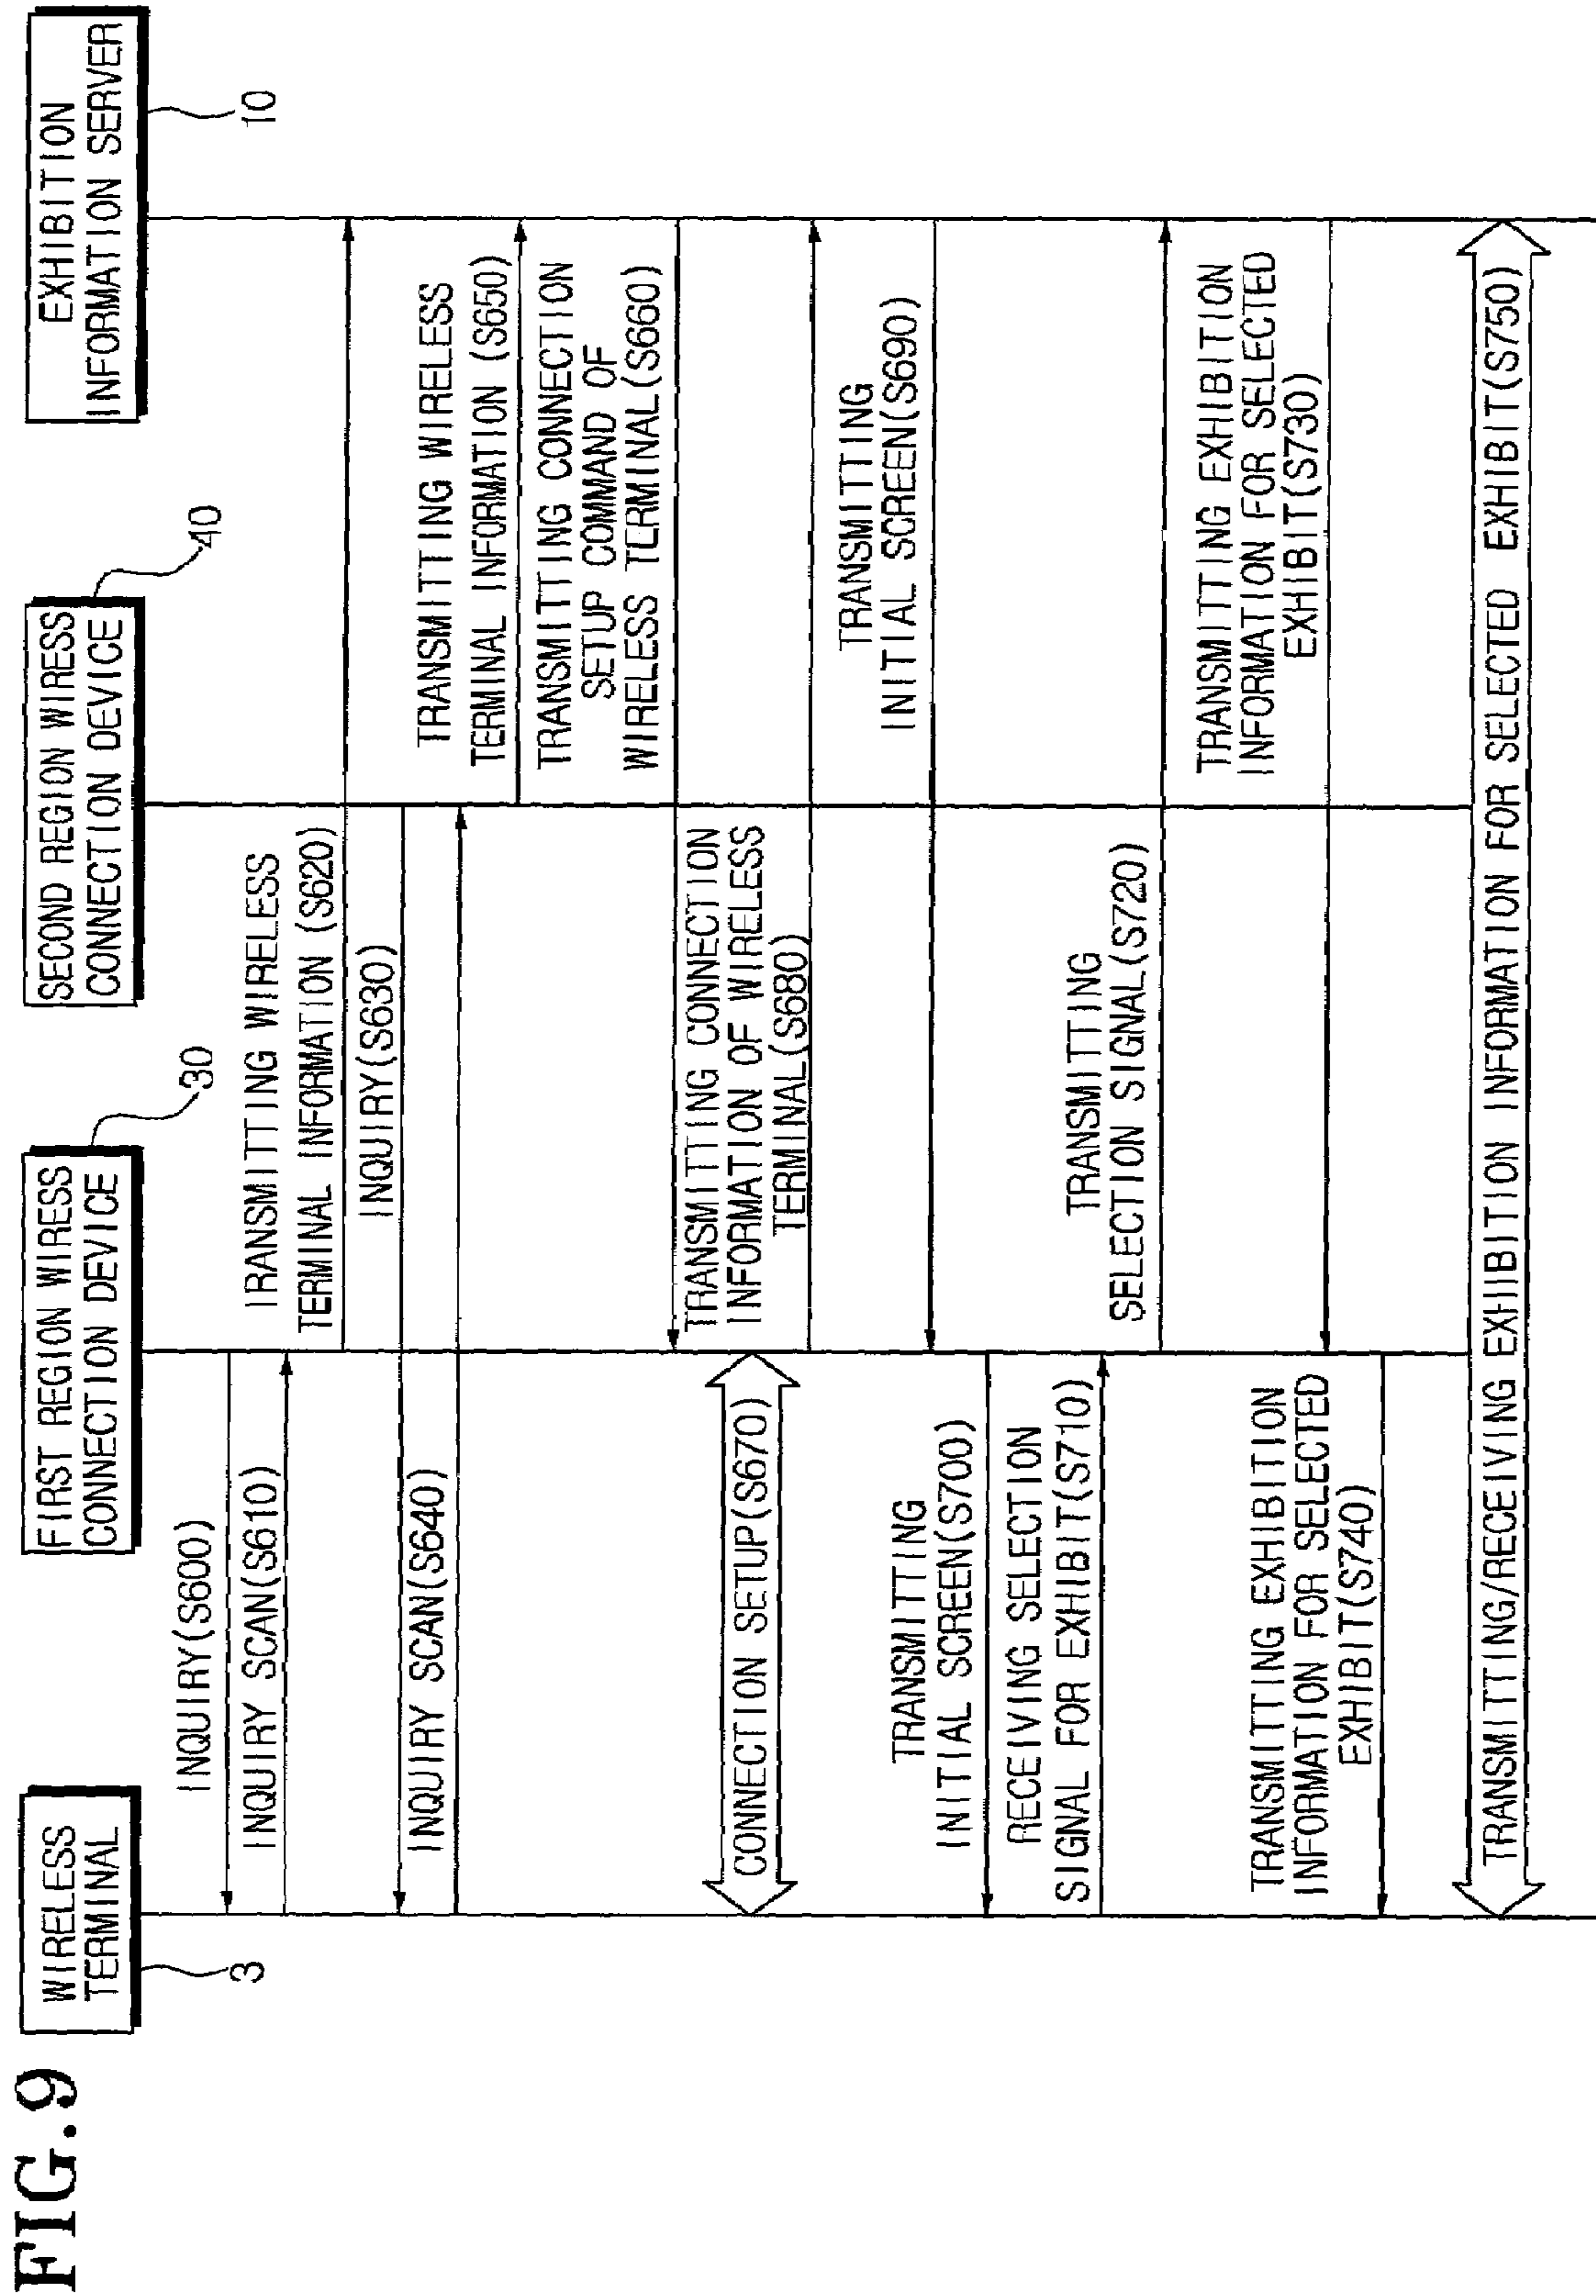 FIG.9
WIRELESS
TERMINAL
3
FIRST REGION WIRESS
CONNECTION DEVICE
30
SECOND REGION WIRESS
CONNECTION DEVICE
40
EXHIBITION
INFORMATION SERVER
10
INQUIRY(S600)
INQUIRY SCAN(S610)
TRANSMITTING WIRELESS
TERMINAL INFORMATION (S620)
INQUIRY(S630)
INQUIRY SCAN(S640)
TRANSMITTING WIRELESS
TERMINAL INFORMATION (S650)
TRANSMITTING CONNECTION
SETUP COMMAND OF
WIRELESS TERMINAL(S660)
CONNECTION SETUP(S670)
TRANSMITTING CONNECTION
INFORMATION OF WIRELESS
TERMINAL(S680)
TRANSMITTING
INITIAL SCREEN(S690)
TRANSMITTING
INITIAL SCREEN(S700)
RECEIVING SELECTION
SIGNAL FOR EXHIBIT(S710)
TRANSMITTING
SELECTION SIGNAL(S720)
TRANSMITTING EXHIBITION
INFORMATION FOR SELECTED
EXHIBIT(S730)
TRANSMITTING EXHIBITION
INFORMATION FOR SELECTED
EXHIBIT(S740)
TRANSMITTING/RECEIVING EXHIBITION INFORMATION FOR SELECTED EXHIBIT(S750)